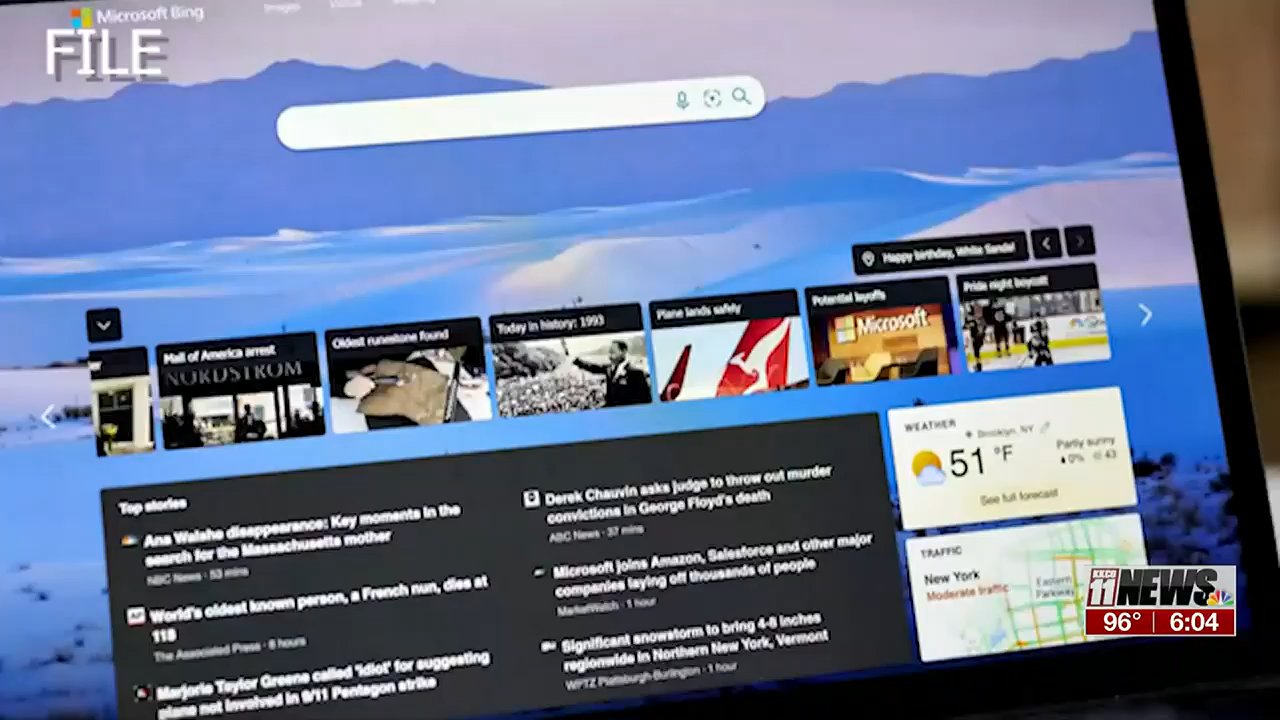 Microsoft Bing
Images
FILE
Happy birthday, White Sands!
Mall of America arrest
NORDSTROM
Oldest runestone found
Today in history: 1993
Plane lands safely
Potential layoffs
Microsoft
Pride night boycott
Top stories
Ana Walshe disappearance: Key moments in the
search for the Massachusetts mother
NBC News · 53 mins
World's oldest known person, a French nun, dies at
118
The Associated Press · 8 hours
Marjorie Taylor Greene called 'idiot' for suggesting
plane not involved in 9/11 Pentagon strike
Derek Chauvin asks judge to throw out murder
convictions in George Floyd's death
ABC News · 37 mins
Microsoft joins Amazon, Salesforce and other major
companies laying off thousands of people
MarketWatch · 1 hour
Significant snowstorm to bring 4-8 inches
regionwide in Northern New York, Vermont
WPTZ Plattsburgh-Burlington · 1 hour
WEATHER
Brooklyn, NY
51 °F
Partly sunny
0% 43
See full forecast
TRAFFIC
New York
Moderate traffic
Eastern
Parkway
KKCO
11 NEWS
96° 6:04